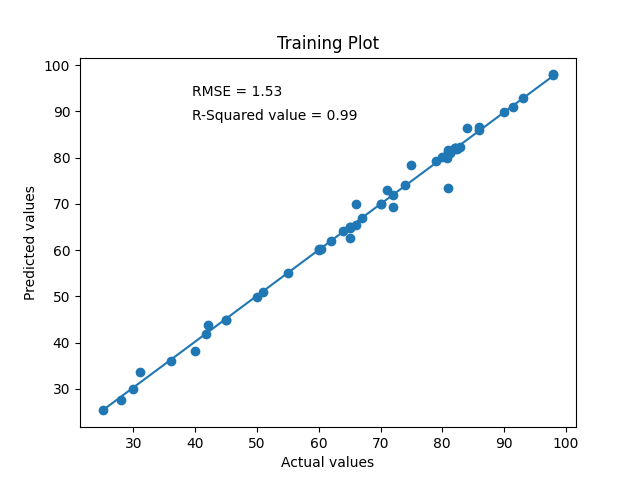 Training Plot
100
90
80
70
60
50
40
30
RMSE = 1.53
R-Squared value = 0.99
Predicted values
30 40 50 60 70 80 90 100
Actual values